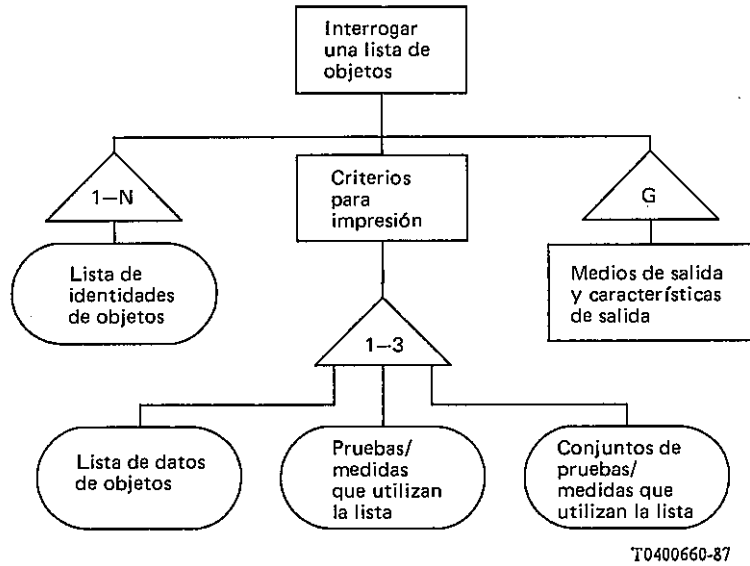 Interrogar
una lista de
objetos
1–N
Criterios
para
impresión
G
Lista de
identidades
de objetos
Medios de salida
y características
de salida
1–3
Lista de datos
de objetos
Pruebas/
medidas
que utilizan
la lista
Conjuntos de
pruebas/
medidas que
utilizan la lista
T0400660-87